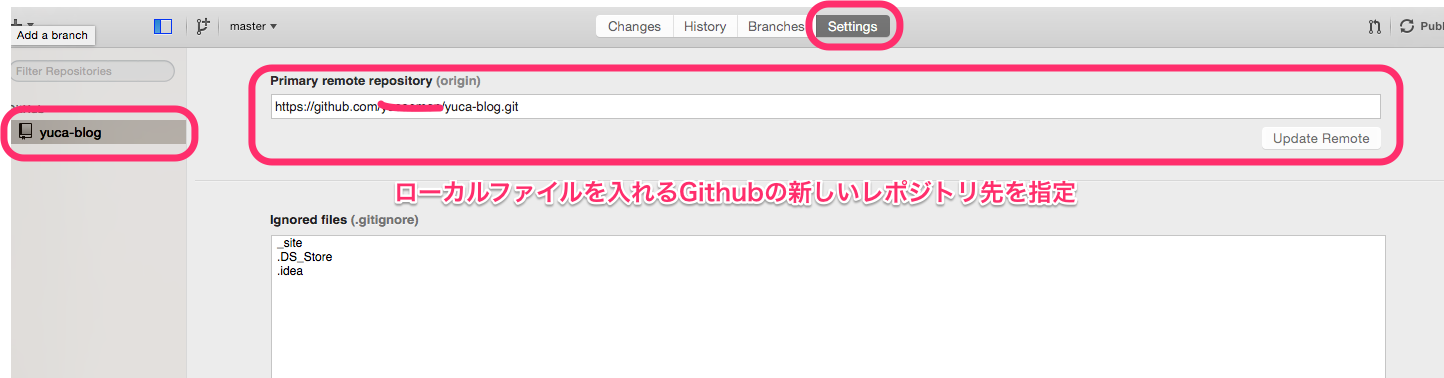 Add a branch
master
Changes
History
Branches
Settings
Publ
Filter Repositories
yuca-blog
Primary remote repository (origin)
https://github.com/ /yuca-blog.git
Update Remote
ローカルファイルを入れるGithubの新しいレポジトリ先を指定
Ignored files (.gitignore)
_site
.DS_Store
.idea